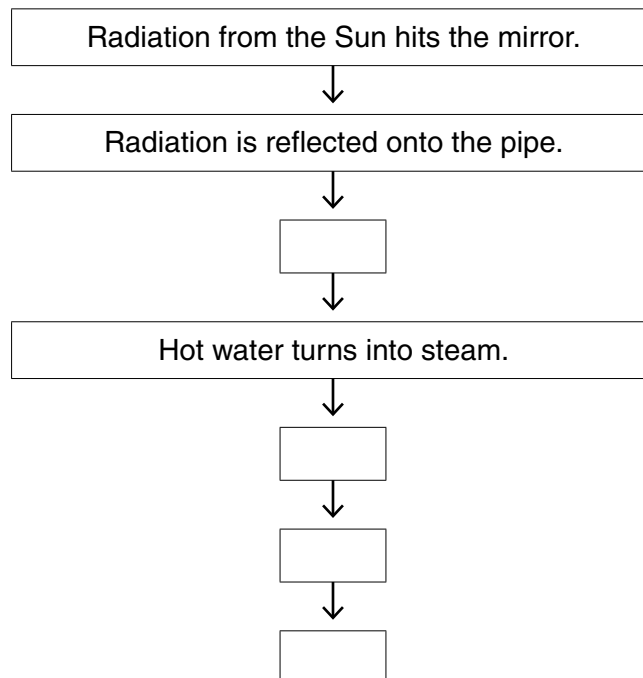 Radiation from the Sun hits the mirror.
Radiation is reflected onto the pipe.
Hot water turns into steam.